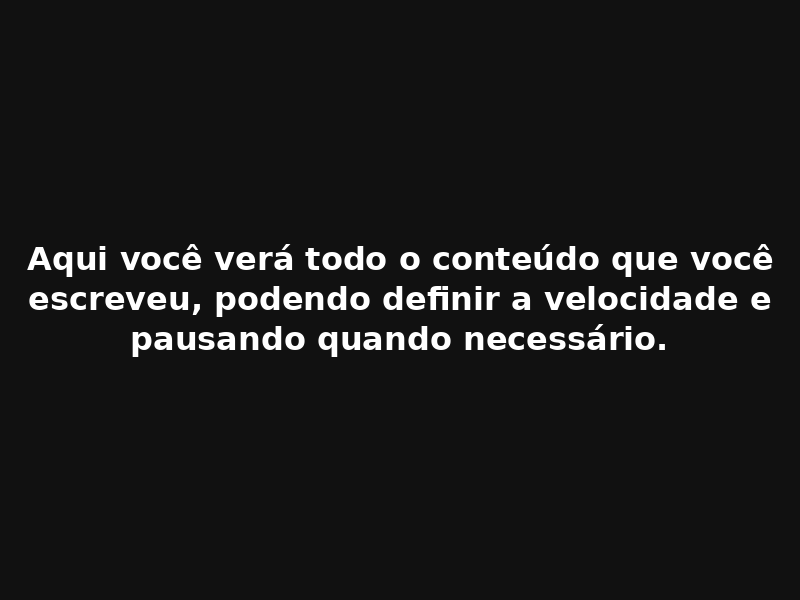 Aqui você verá todo o conteúdo que você
escreveu, podendo definir a velocidade e
pausando quando necessário.